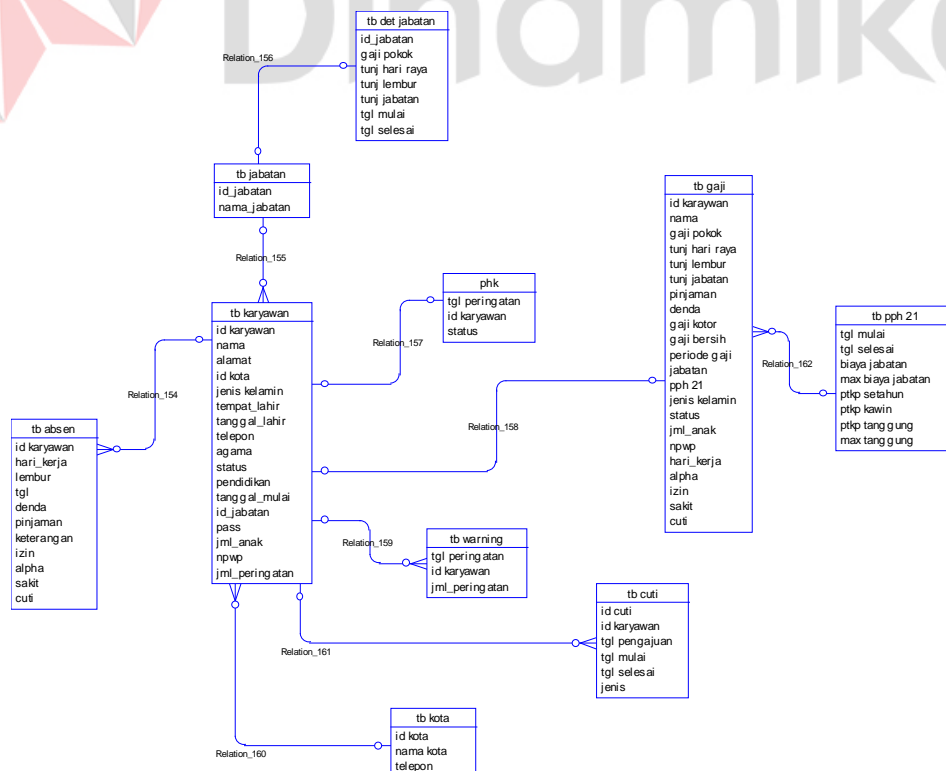 Dinamika
tb det jabatan
id_jabatan
gaji pokok
tunj hari raya
tunj lembur
tunj jabatan
tgl mulai
tgl selesai
Relation_156
tb jabatan
id_jabatan
nama_jabatan
Relation_155
tb karyawan
id karyawan
nama
alamat
id kota
jenis kelamin
tempat_lahir
tanggal_lahir
telepon
agama
status
pendidikan
tanggal_mulai
id_jabatan
pass
jml_anak
npwp
jml_peringatan
phk
tgl peringatan
id karyawan
status
Relation_157
Relation_154
tb absen
id karyawan
hari_kerja
lembur
tgl
denda
pinjaman
keterangan
izin
alpha
sakit
cuti
Relation_158
tb gaji
id karaywan
nama
gaji pokok
tunj hari raya
tunj lembur
tunj jabatan
pinjaman
denda
gaji kotor
gaji bersih
periode gaji
jabatan
pph 21
jenis kelamin
status
jml_anak
npwp
hari_kerja
alpha
izin
sakit
cuti
Relation_162
tb pph 21
tgl mulai
tgl selesai
biaya jabatan
max biaya jabatan
ptkp setahun
ptkp kawin
ptkp tanggung
max tanggung
Relation_159
tb warning
tgl peringatan
id karyawan
jml_peringatan
tb cuti
id cuti
id karyawan
tgl pengajuan
tgl mulai
tgl selesai
jenis
Relation_161
Relation_160
tb kota
id kota
nama kota
telepon